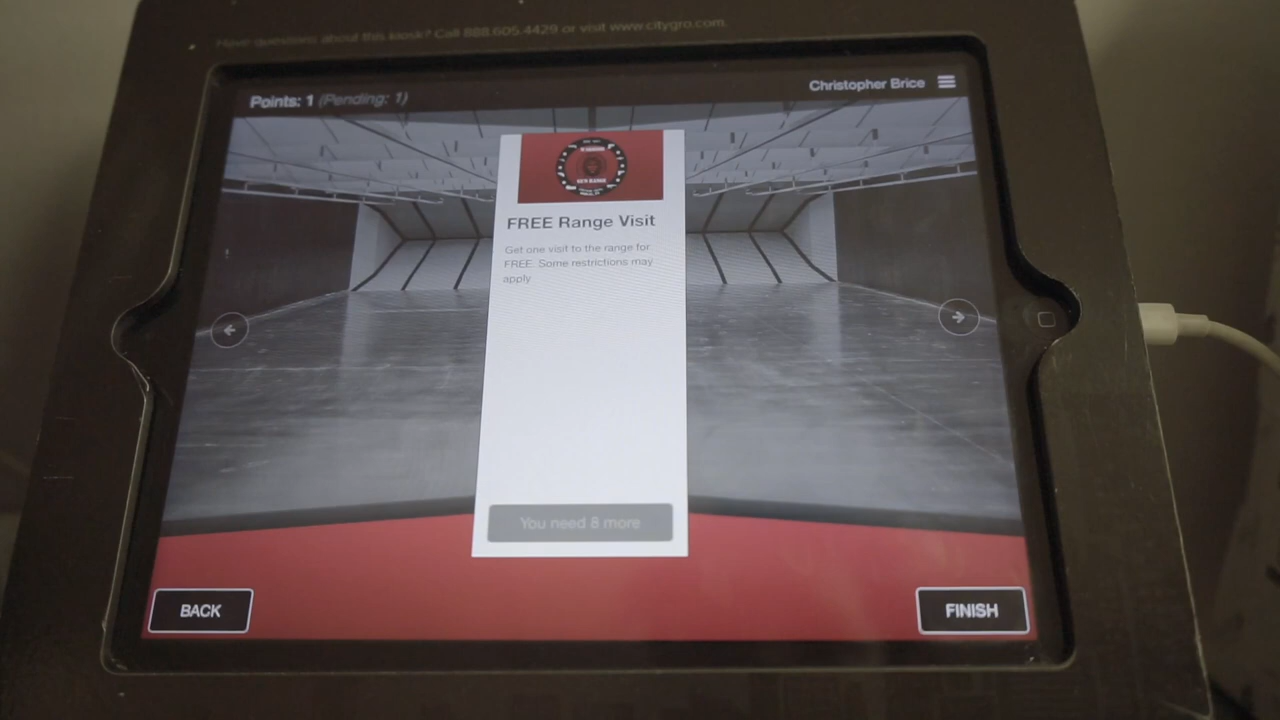 Have questions about this kiosk? Call 888.605.4429 or visit www.citygro.com.
Points: 1 (Pending: 1)
Christopher Brice
FREE Range Visit
Get one visit to the range for
FREE. Some restrictions may
apply
You need 8 more
BACK
FINISH